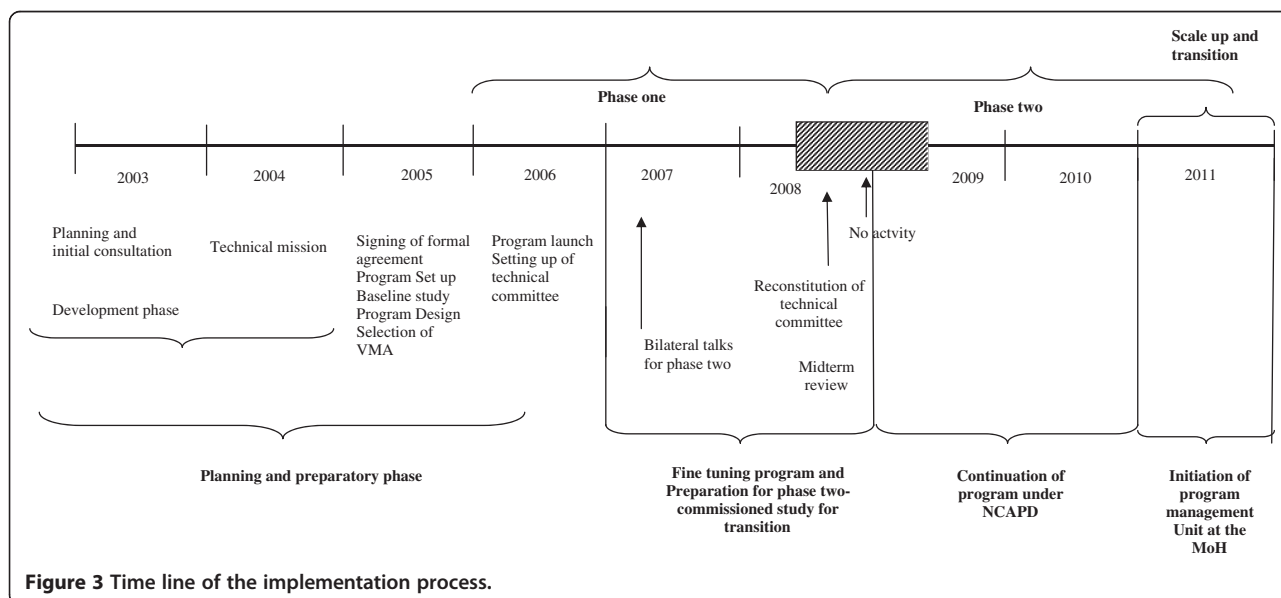 Scale up and
transition
Phase one
Phase two
2003
2004
2005
2006
2007
2008
2009
2010
2011
Planning and
initial consultation
Development phase
Technical mission
Signing of formal
agreement
Program Set up
Baseline study
Program Design
Selection of
VMA
Program launch
Setting up of
technical
committee
Bilateral talks
for phase two
Reconstitution of
technical
committee
Midterm
review
No actvity
Planning and preparatory phase
Fine tuning program and
Preparation for phase two-
commissioned study for
transition
Continuation of
program under
NCAPD
Initiation of
program
management
Unit at the
MoH
Figure 3 Time line of the implementation process.